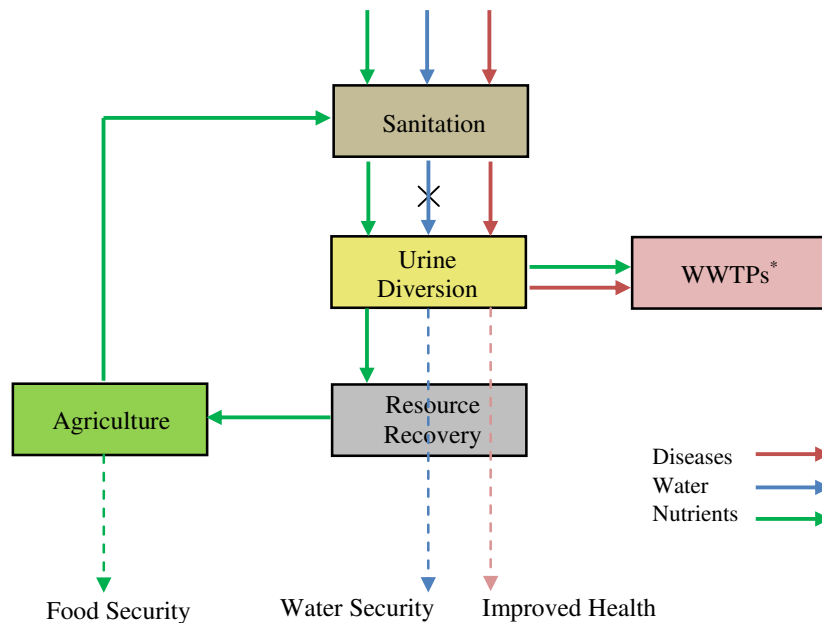 Sanitation
Urine
Diversion
WWTPs*
Agriculture
Resource
Recovery
Diseases
Water
Nutrients
Food Security
Water Security
Improved Health